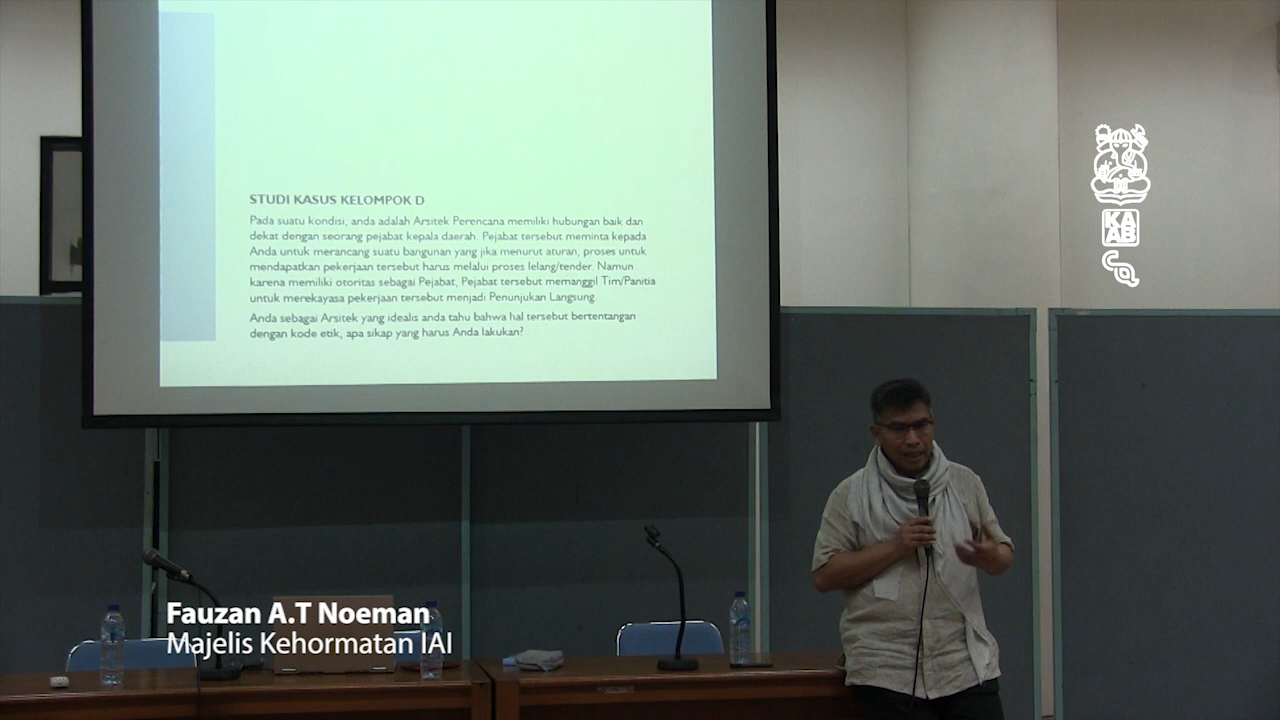 STUDI KASUS KELOMPOK D
Pada suatu kondisi, anda adalah Arsitek Perencana memiliki hubungan baik dan
dekat dengan seorang pejabat kepala daerah. Pejabat tersebut meminta kepada
Anda untuk merancang suatu bangunan yang jika menurut aturan, proses untuk
mendapatkan pekerjaan tersebut harus melalui proses lelang/tender. Namun
karena memiliki otoritas sebagai Pejabat, Pejabat tersebut memanggil Tim/Panitia
untuk merekayasa pekerjaan tersebut menjadi Penunjukan Langsung.
Anda sebagai Arsitek yang idealis anda tahu bahwa hal tersebut bertentangan
dengan kode etik, apa sikap yang harus Anda lakukan?
KA
AB
Fauzan A.T Noeman
Majelis Kehormatan IAI